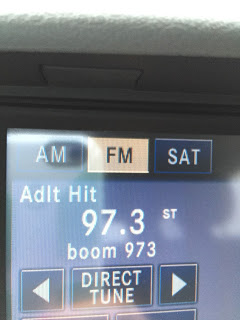 AM FM SAT
Adlt Hit
97.3 ST
boom 973
DIRECT
TUNE